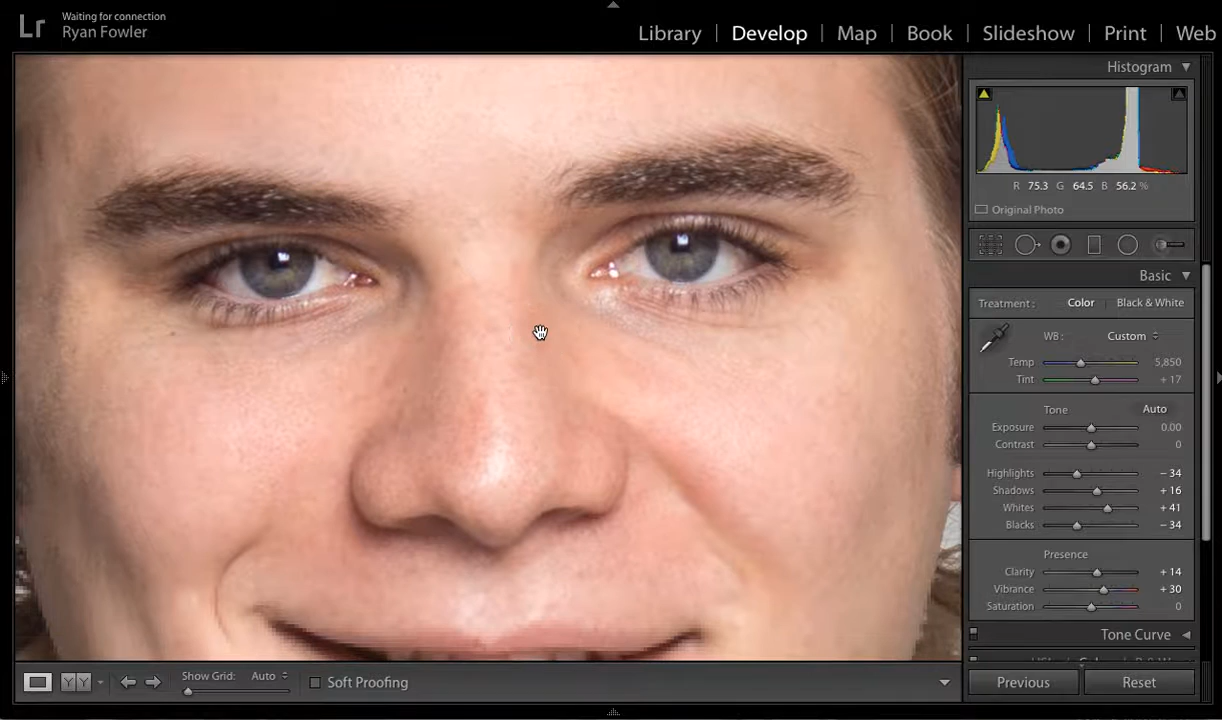 Lr
Waiting for connection
Ryan Fowler
Library | Develop | Map | Book | Slideshow | Print | Web
Histogram
R 75.3 G 64.5 B 56.2 %
Original Photo
Basic
Treatment : Color Black & White
WB : Custom
Temp 5,850
Tint + 17
Tone Auto
Exposure 0.00
Contrast 0
Highlights − 34
Shadows + 16
Whites + 41
Blacks − 34
Presence
Clarity + 14
Vibrance + 30
Saturation 0
Tone Curve
Y Y Show Grid: Auto Soft Proofing
Previous Reset